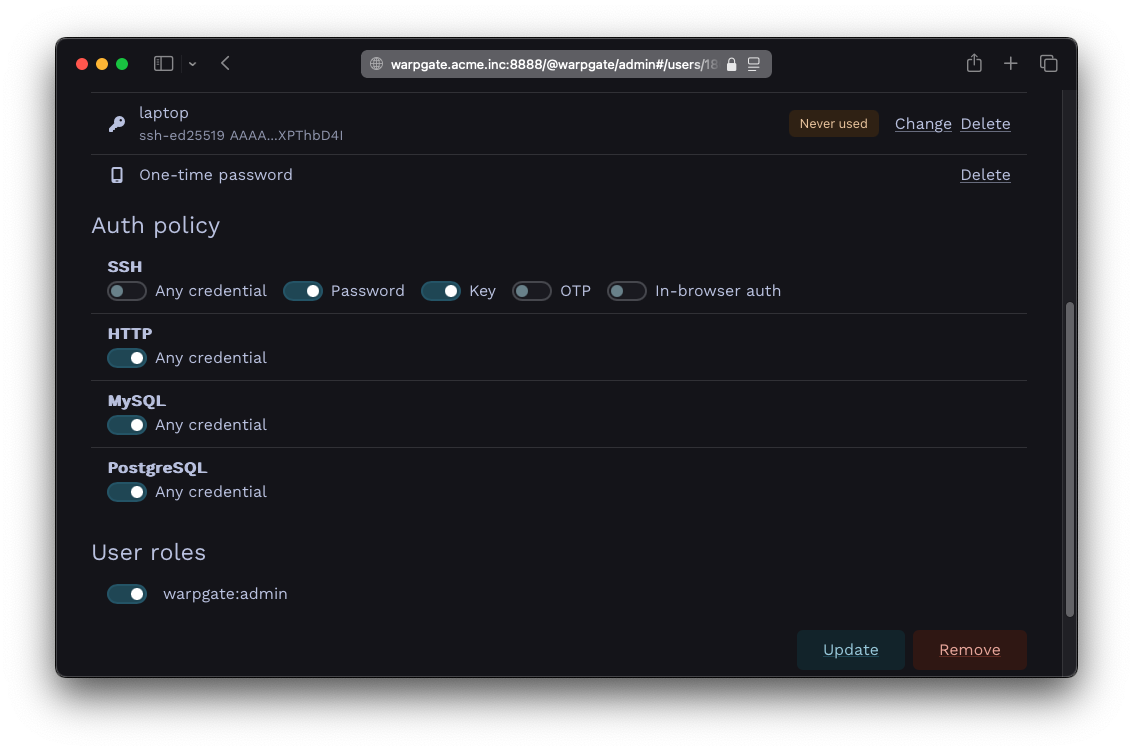 warpgate.acme.inc:8888/@warpgate/admin#/users/18
laptop
ssh-ed25519 AAAA...XPThbD4I
Never used
Change Delete
One-time password
Delete
Auth policy
SSH
Any credential Password Key OTP In-browser auth
HTTP
Any credential
MySQL
Any credential
PostgreSQL
Any credential
User roles
warpgate:admin
Update Remove